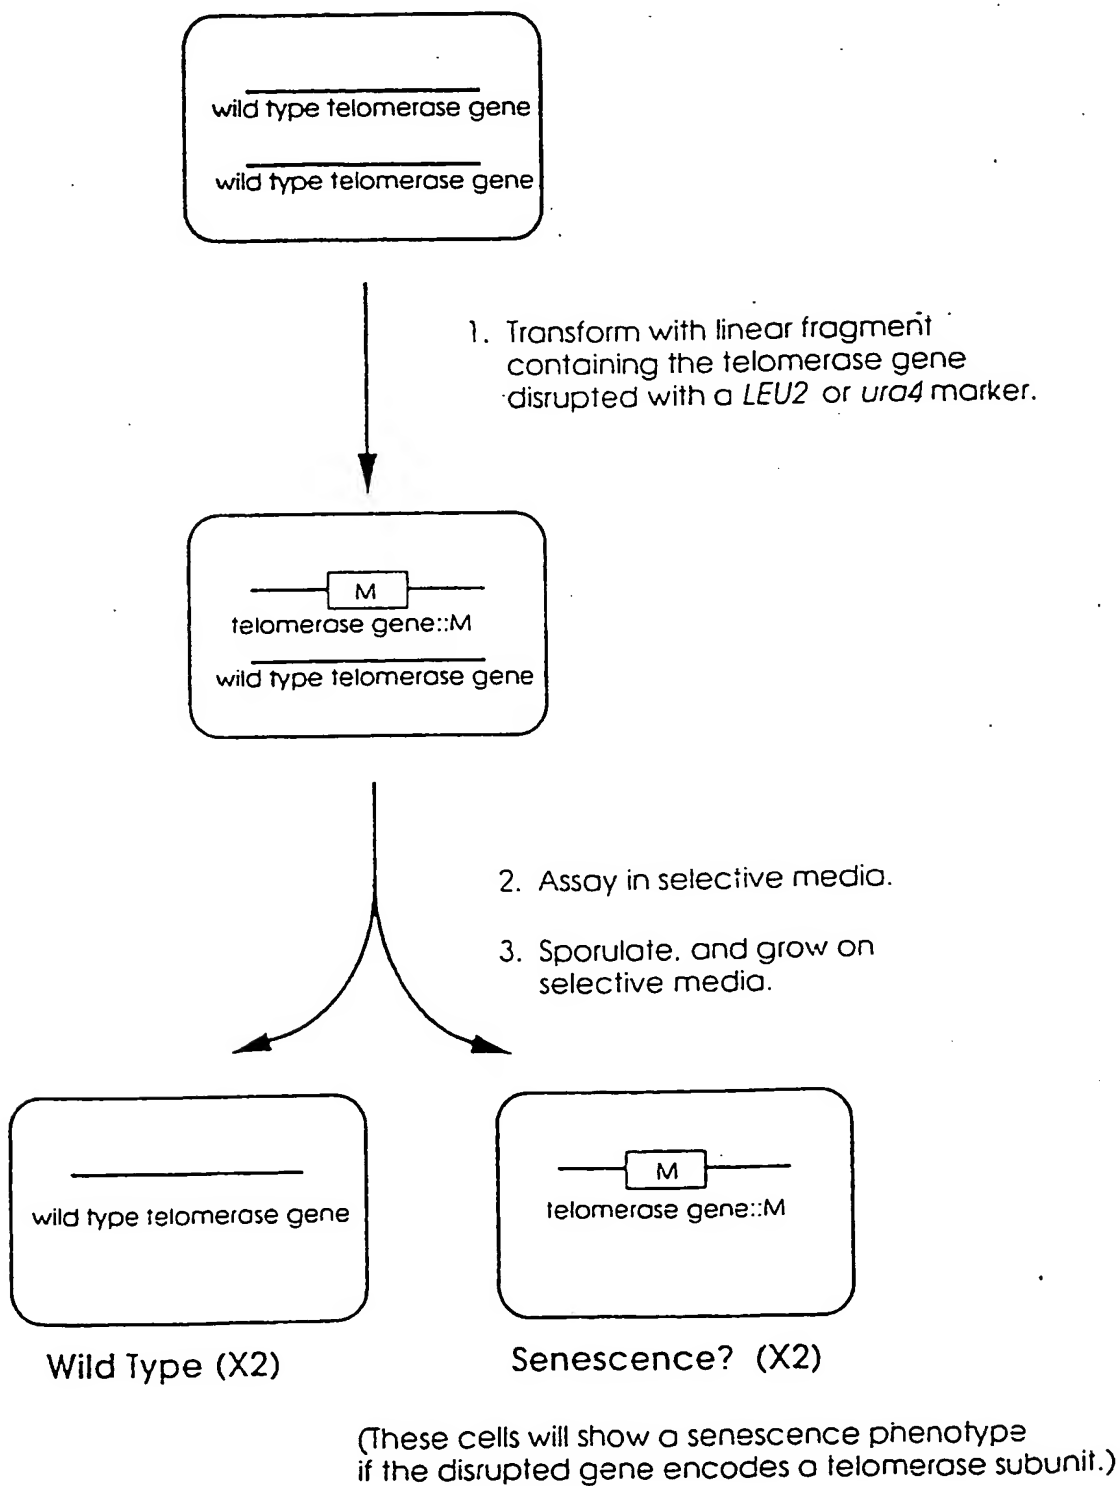 wild type telomerase gene
wild type telomerase gene
1. Transform with linear fragment
containing the telomerase gene
disrupted with a LEU2 or ura4 marker.
M
telomerase gene::M
wild type telomerase gene
2. Assay in selective media.
3. Sporulate, and grow on
selective media.
wild type telomerase gene
M
telomerase gene::M
Wild Type (X2)
Senescence? (X2)
(These cells will show a senescence phenotype
if the disrupted gene encodes a telomerase subunit.)